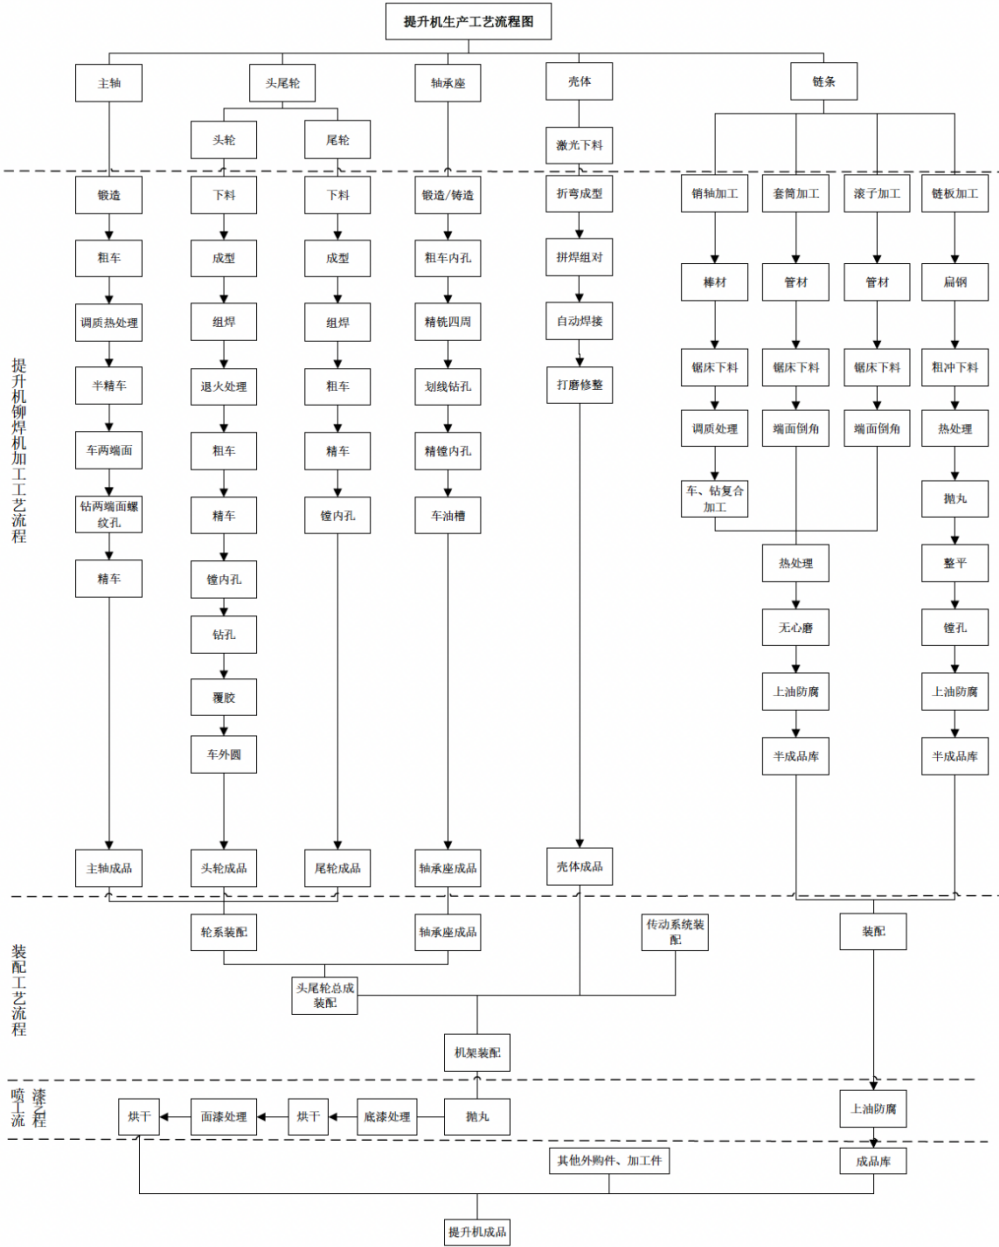 提升机生产工艺流程图
主轴
头尾轮
轴承座
壳体
链条
头轮
尾轮
激光下料
提升机铆焊机加工工艺流程
锻造
下料
下料
锻造/铸造
折弯成型
销轴加工
套筒加工
滚子加工
链板加工
粗车
成型
成型
粗车内孔
拼焊组对
棒材
管材
管材
扁钢
调质热处理
组焊
组焊
精铣四周
自动焊接
锯床下料
锯床下料
锯床下料
粗冲下料
半精车
退火处理
粗车
划线钻孔
打磨修整
调质处理
端面倒角
端面倒角
热处理
车两端面
粗车
精车
精镗内孔
车、钻复合
加工
抛丸
钻两端面螺
纹孔
精车
镗内孔
车油槽
热处理
整平
精车
镗内孔
无心磨
镗孔
钻孔
上油防腐
上油防腐
覆胶
半成品库
半成品库
车外圆
主轴成品
头轮成品
尾轮成品
轴承座成品
壳体成品
装配工艺流程
轮系装配
轴承座成品
传动系统装
配
装配
头尾轮总成
装配
机架装配
喷漆
工艺
流程
烘干
面漆处理
烘干
底漆处理
抛丸
上油防腐
其他外购件、加工件
成品库
提升机成品